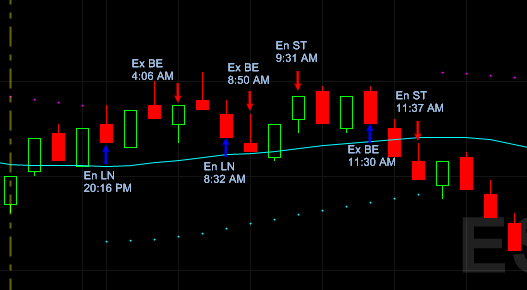 En ST
9:31 AM
Ex BE
4:06 AM
Ex BE
8:50 AM
En ST
11:37 AM
Ex BE
11:30 AM
En LN
8:32 AM
En LN
20:16 PM
ES